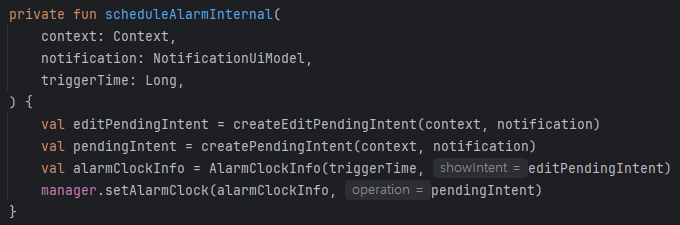 private fun scheduleAlarmInternal(
    context: Context,
    notification: NotificationUiModel,
    triggerTime: Long,
) {
    val editPendingIntent = createEditPendingIntent(context, notification)
    val pendingIntent = createPendingIntent(context, notification)
    val alarmClockInfo = AlarmClockInfo(triggerTime, showIntent = editPendingIntent)
    manager.setAlarmClock(alarmClockInfo, operation = pendingIntent)
}